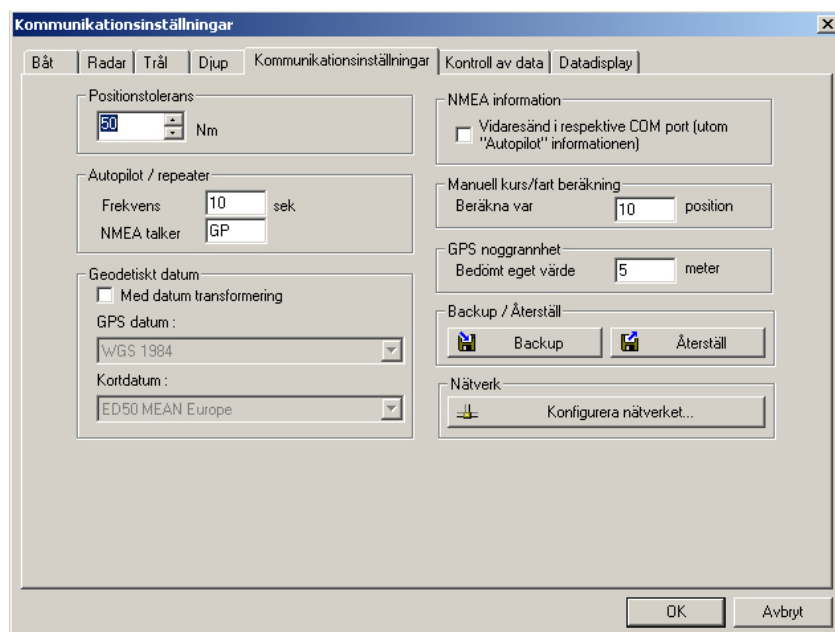 Kommunikationsinställningar
Båt
Radar
Trål
Djup
Kommunikationsinställningar
Kontroll av data
Datadisplay
Positionstolerans
50 Nm
Autopilot / repeater
Frekvens 10 sek
NMEA talker GP
Geodetiskt datum
Med datum transformering
GPS datum :
WGS 1984
Kortdatum :
ED50 MEAN Europe
NMEA information
Vidaresänd i respektive COM port (utom
"Autopilot" informationen)
Manuell kurs/fart beräkning
Beräkna var 10 position
GPS noggrannhet
Bedömt eget värde 5 meter
Backup / Återställ
Backup
Återställ
Nätverk
Konfigurera nätverket...
OK
Avbryt